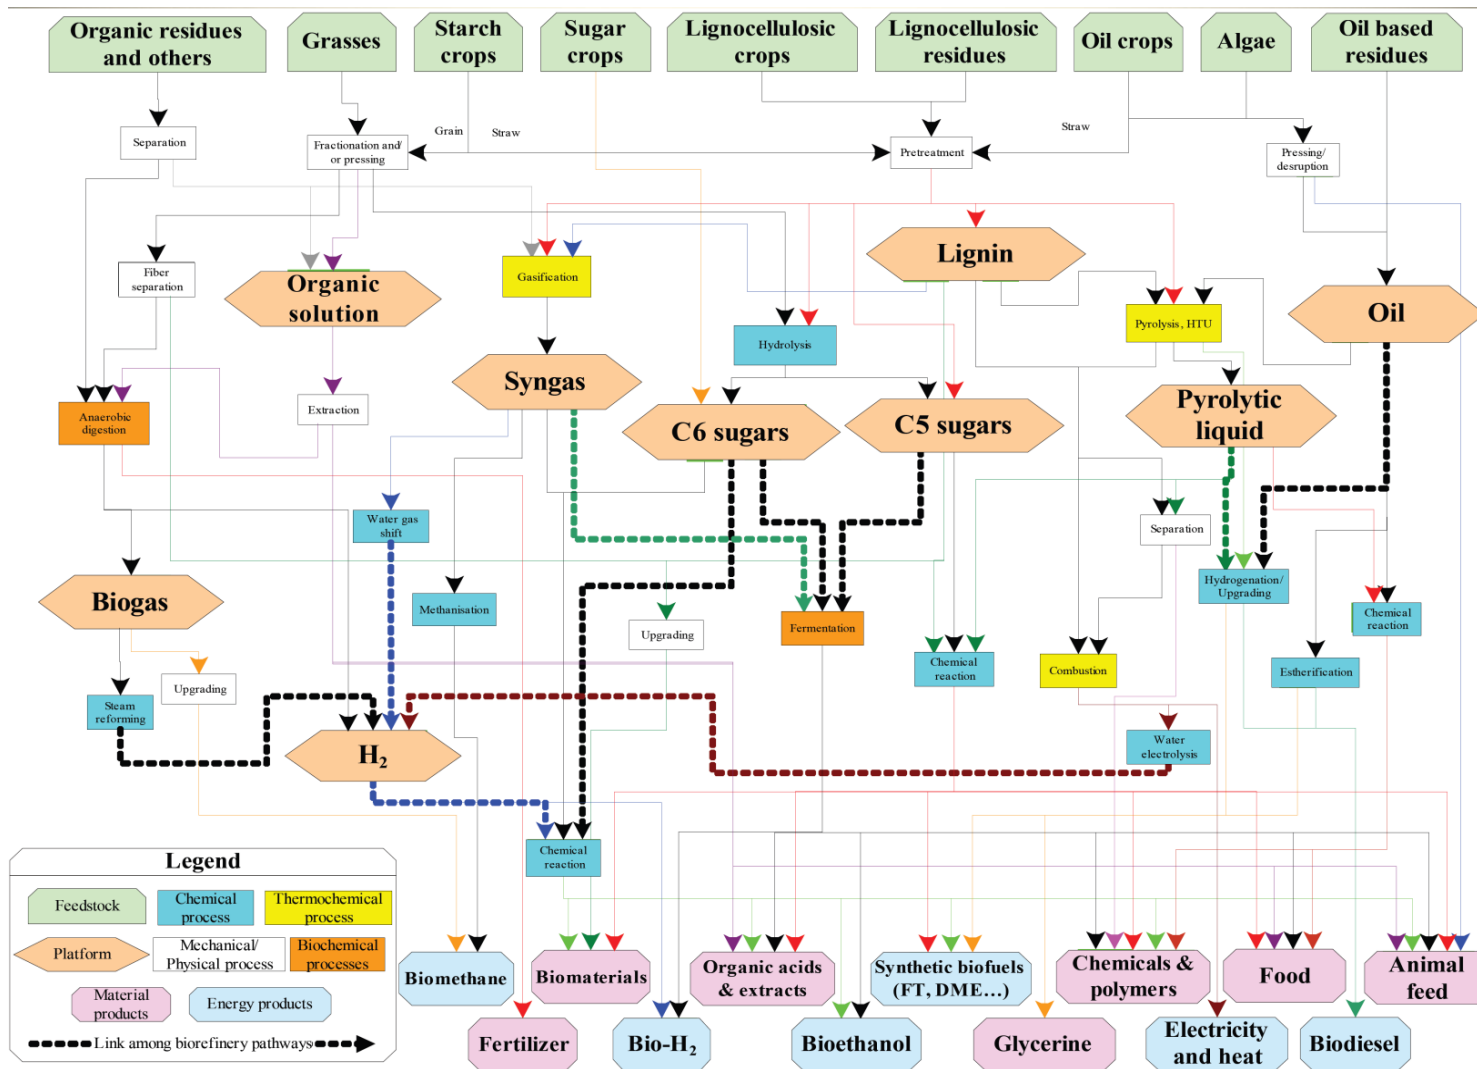 Organic residues
and others
Grasses
Starch
crops
Sugar
crops
Lignocellulosic
crops
Lignocellulosic
residues
Oil crops
Algae
Oil based
residues
Grain
Straw
Straw
Separation
Fractionation and/
or pressing
Pretreatment
Pressing/
desruption
Fiber
separation
Organic
solution
Gasification
Lignin
Hydrolysis
Pyrolysis, HTU
Oil
Syngas
Anaerobic
digestion
Extraction
C6 sugars
C5 sugars
Pyrolytic
liquid
Water gas
shift
Separation
Biogas
Methanisation
Upgrading
Fermentation
Hydrogenation/
Upgrading
Chemical
reaction
Chemical
reaction
Combustion
Estherification
Steam
reforming
Upgrading
H₂
Water
electrolysis
Chemical
reaction
Legend
Feedstock
Chemical
process
Thermochemical
process
Platform
Mechanical/
Physical process
Biochemical
processes
Material
products
Energy products
Link among biorefinery pathways
Biomethane
Biomaterials
Organic acids
& extracts
Synthetic biofuels
(FT, DME...)
Chemicals &
polymers
Food
Animal
feed
Fertilizer
Bio-H₂
Bioethanol
Glycerine
Electricity
and heat
Biodiesel